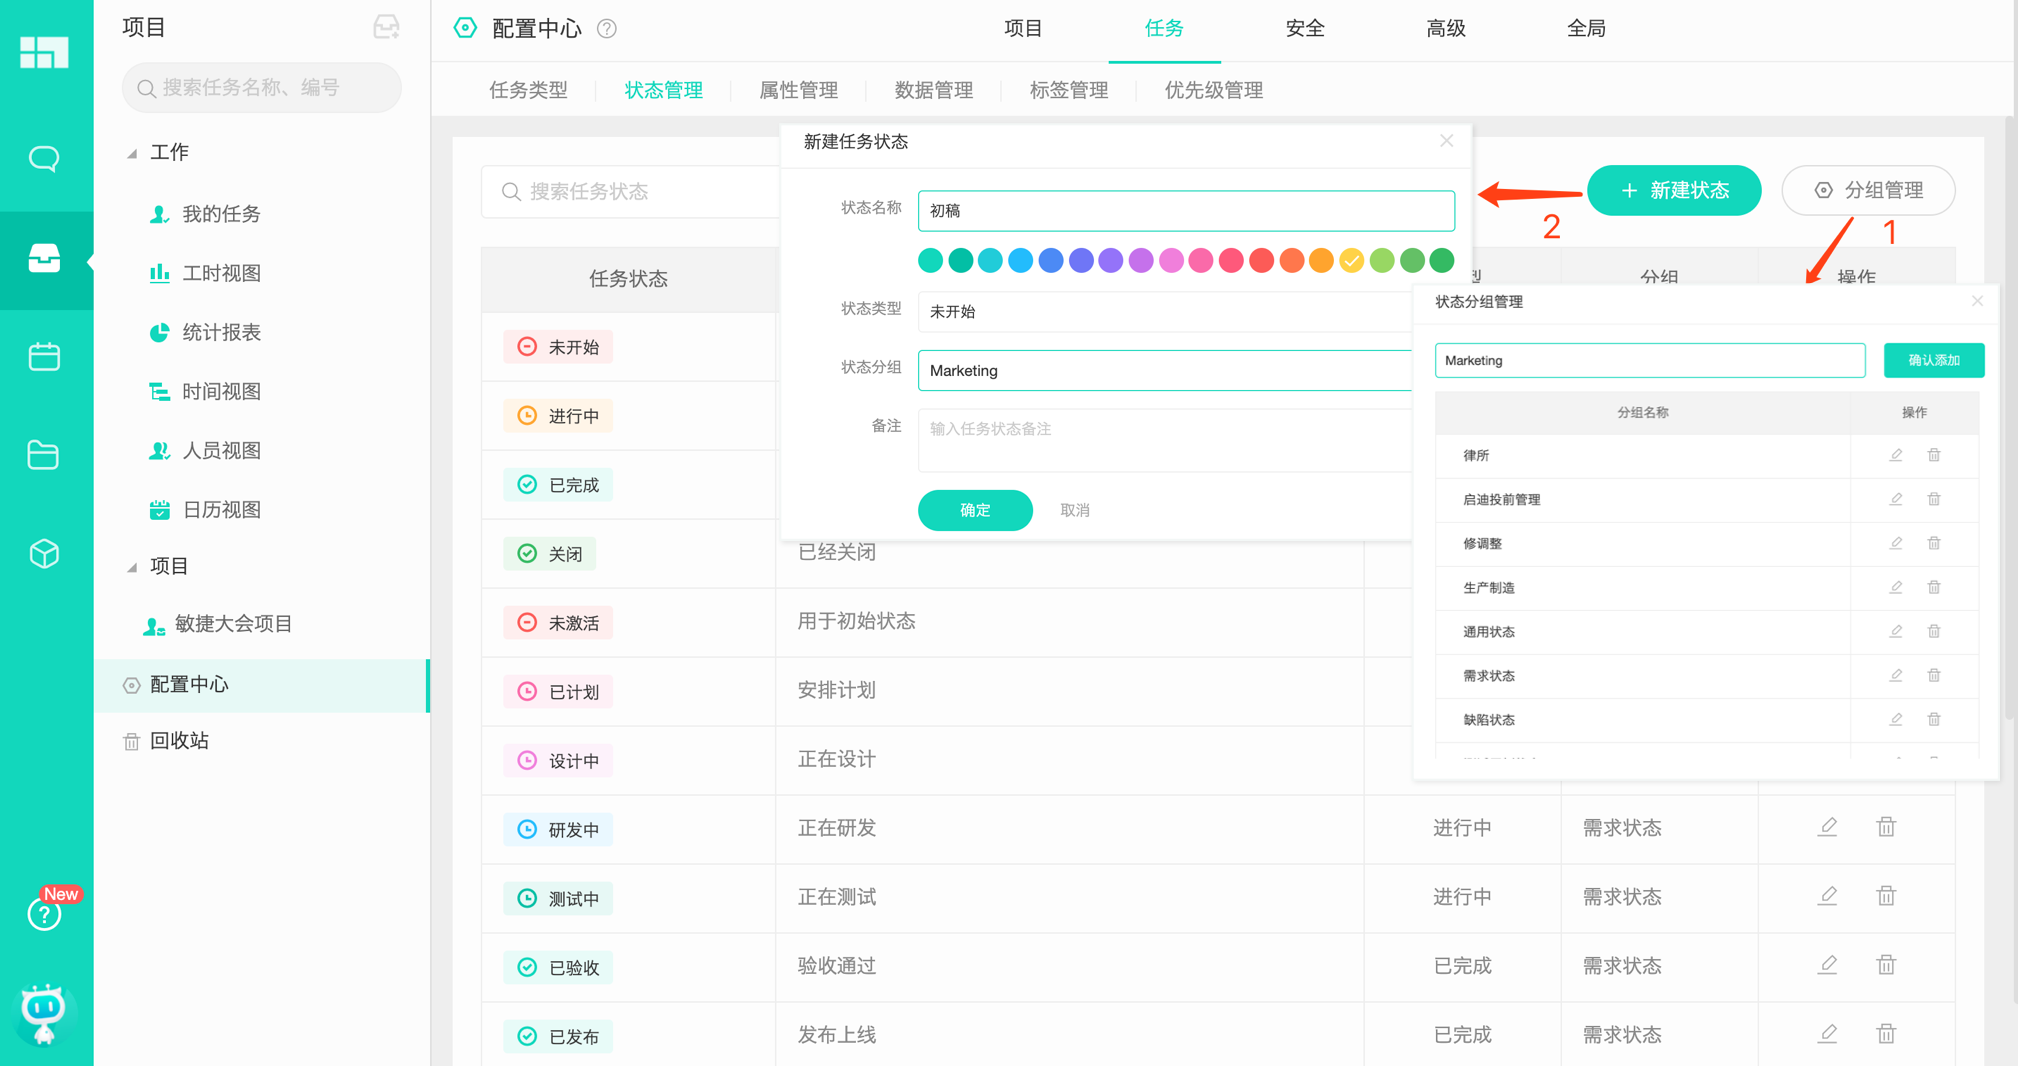 项目
搜索任务名称、编号
工作
我的任务
工时视图
统计报表
时间视图
人员视图
日历视图
项目
敏捷大会项目
配置中心
回收站
New
配置中心
项目
任务
安全
高级
全局
任务类型
状态管理
属性管理
数据管理
标签管理
优先级管理
搜索任务状态
新建状态
分组管理
2
1
任务状态
分组
操作
未开始
进行中
已完成
关闭
已经关闭
未激活
用于初始状态
已计划
安排计划
设计中
正在设计
研发中
正在研发
进行中
需求状态
测试中
正在测试
进行中
需求状态
已验收
验收通过
已完成
需求状态
已发布
发布上线
已完成
需求状态
新建任务状态
状态名称
初稿
状态类型
未开始
状态分组
Marketing
备注
输入任务状态备注
确定
取消
状态分组管理
Marketing
确认添加
分组名称
操作
律所
启迪投前管理
修调整
生产制造
通用状态
需求状态
缺陷状态